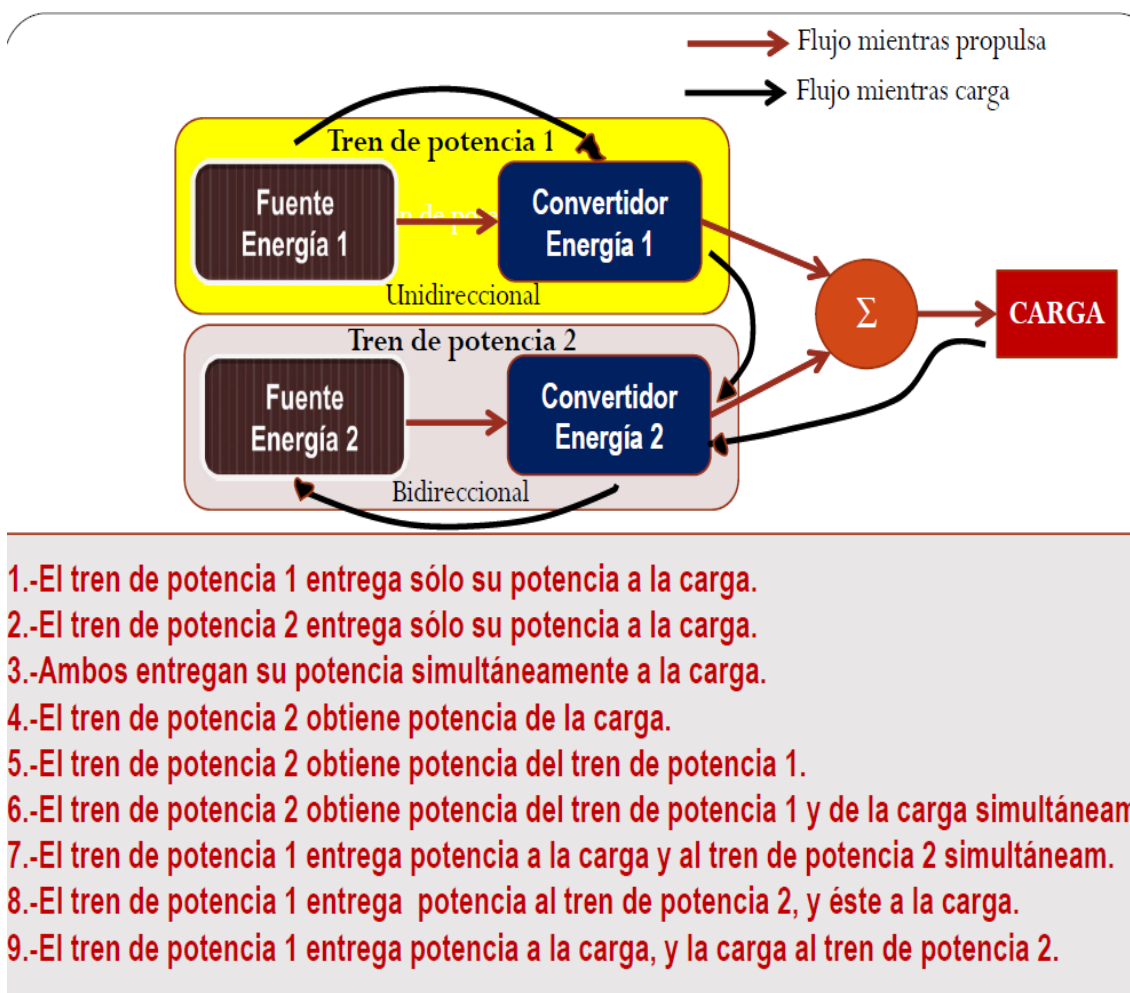 Flujo mientras propulsa
Flujo mientras carga
Tren de potencia 1
Fuente
Energía 1
Convertidor
Energía 1
Unidireccional
Tren de potencia 2
Fuente
Energía 2
Convertidor
Energía 2
Bidireccional
Σ
CARGA
1.-El tren de potencia 1 entrega sólo su potencia a la carga.
2.-El tren de potencia 2 entrega sólo su potencia a la carga.
3.-Ambos entregan su potencia simultáneamente a la carga.
4.-El tren de potencia 2 obtiene potencia de la carga.
5.-El tren de potencia 2 obtiene potencia del tren de potencia 1.
6.-El tren de potencia 2 obtiene potencia del tren de potencia 1 y de la carga simultáneam
7.-El tren de potencia 1 entrega potencia a la carga y al tren de potencia 2 simultáneam.
8.-El tren de potencia 1 entrega potencia al tren de potencia 2, y éste a la carga.
9.-El tren de potencia 1 entrega potencia a la carga, y la carga al tren de potencia 2.